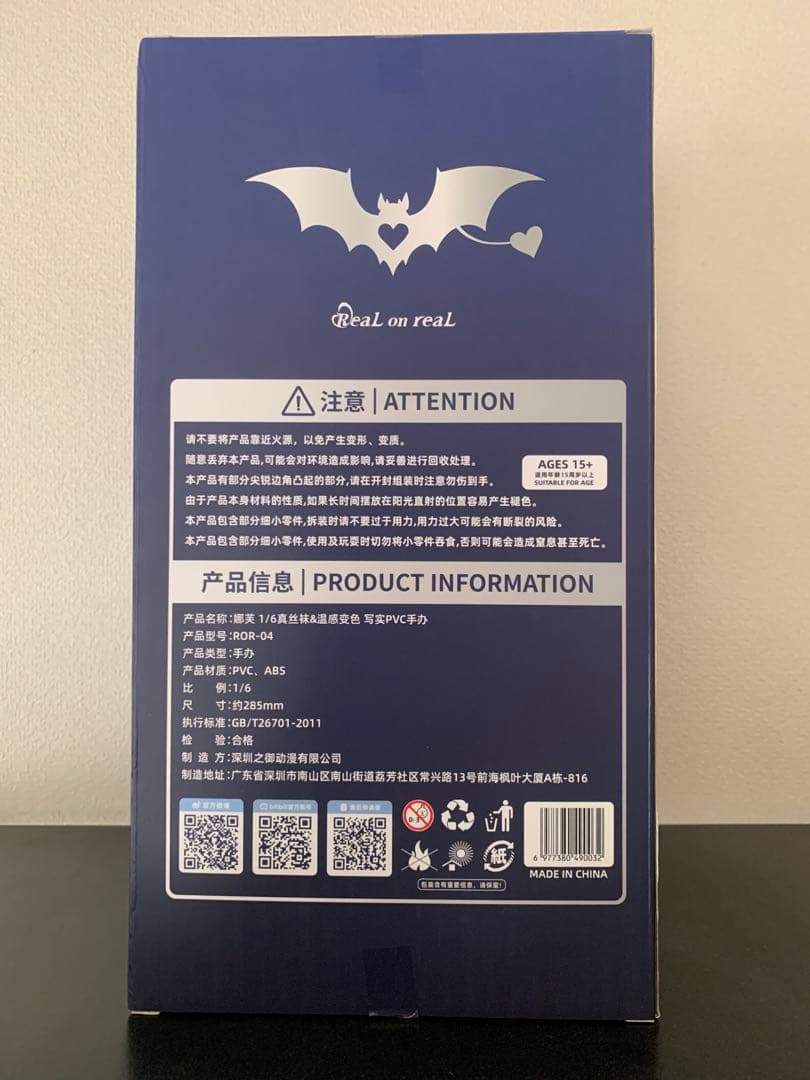 ReaL on reaL
注意 | ATTENTION
请不要将产品靠近火源，以免产生变形、变质。
随意丢弃本产品,可能会对环境造成影响,请妥善进行回收处理。
本产品有部分尖锐边角凸起的部分,请在开封组装时注意勿伤到手。
由于产品本身材料的性质,如果长时间摆放在阳光直射的位置容易产生褪色。
本产品包含部分细小零件,拆装时请不要过于用力,用力过大可能会有断裂的风险。
本产品包含部分细小零件,使用及玩耍时切勿将小零件吞食,否则可能会造成窒息甚至死亡。
AGES 15+
适用年龄15周岁以上
SUITABLE FOR AGE
产品信息 | PRODUCT INFORMATION
产品名称:娜芙 1/6真丝袜&温感变色 写实PVC手办
产品型号:ROR-04
产品类型:手办
产品材质:PVC、ABS
比 例:1/6
尺 寸:约285mm
执行标准:GB/T26701-2011
检 验:合格
制 造 方:深圳之御动漫有限公司
制造地址:广东省深圳市南山区南山街道荔芳社区常兴路13号前海枫叶大厦A栋-816
官方微博
bilibili官方账号
售后申请表
0-3
紙
包装含有重要信息，请保留!
6 977380 490032
MADE IN CHINA